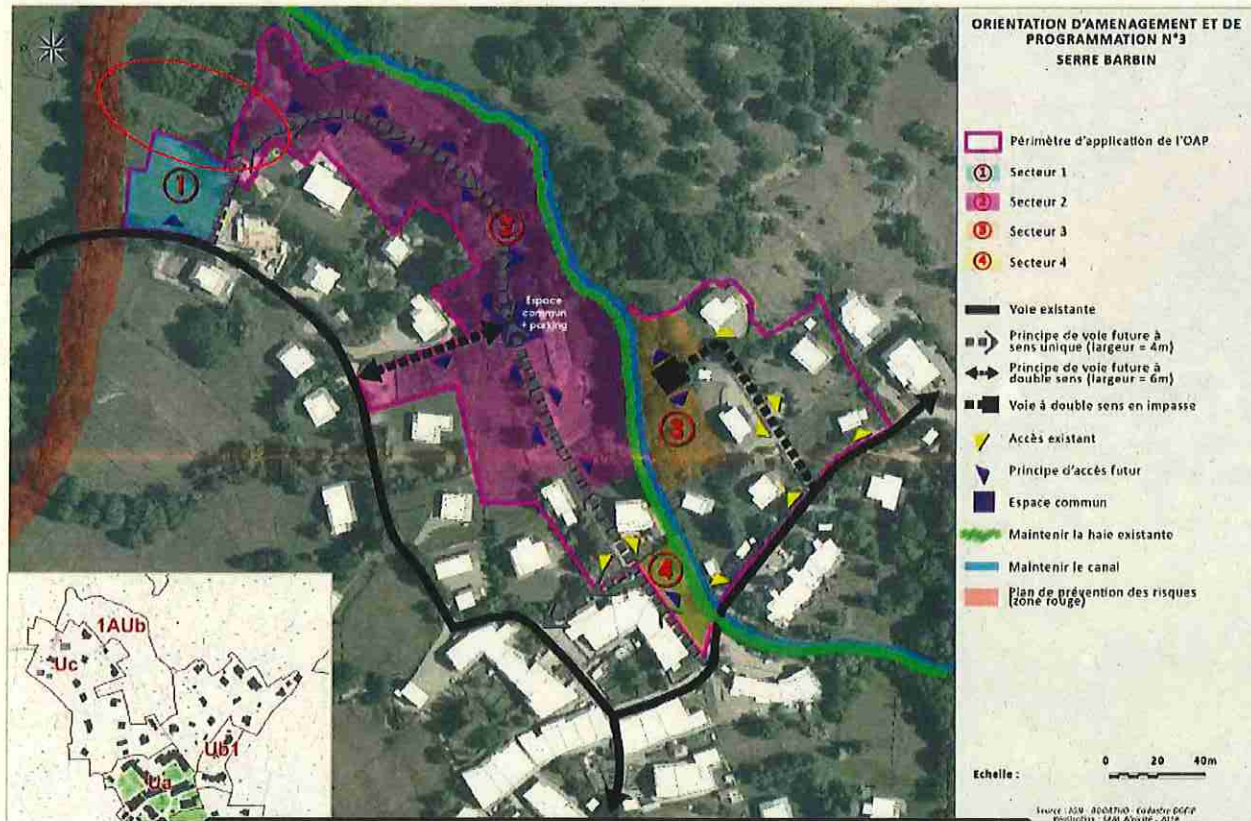 ORIENTATION D'AMENAGEMENT ET DE
PROGRAMMATION N°3
SERRE BARBIN
Périmètre d'application de l'OAP
① Secteur 1
② Secteur 2
③ Secteur 3
④ Secteur 4
Voie existante
Principe de voie future à
sens unique (largeur = 4m)
Principe de voie future à
double sens (largeur = 6m)
Voie à double sens en impasse
Accès existant
Principe d'accès futur
Espace commun
Maintenir la haie existante
Maintenir le canal
Plan de prévention des risques
(zone rouge)
Echelle :
0 20 40m
①
②
Espace
commun
+ parking
③
④
1AUb
Uc
Ub1
Ua